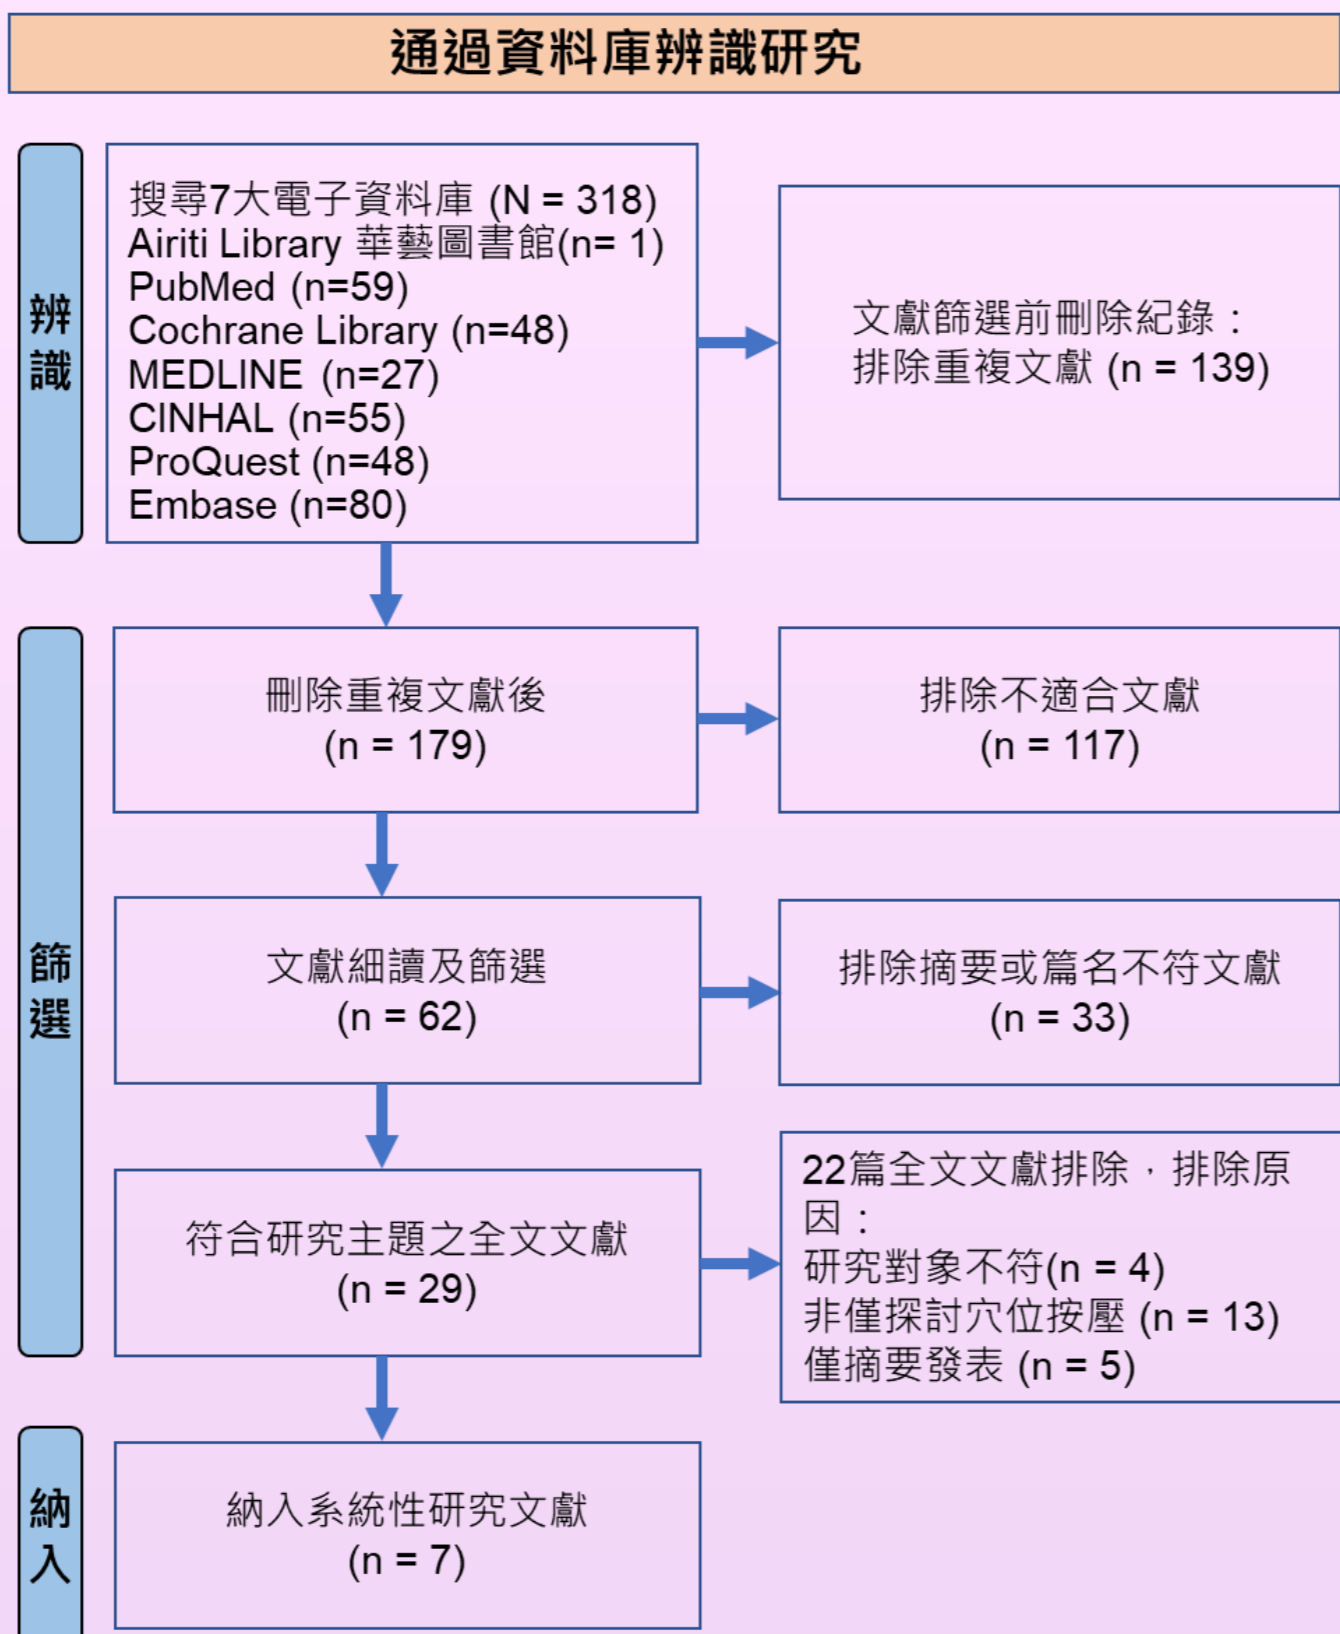 通過資料庫辨識研究
辨
識
搜尋7大電子資料庫 (N = 318)
Airiti Library 華藝圖書館(n= 1)
PubMed (n=59)
Cochrane Library (n=48)
MEDLINE (n=27)
CINHAL (n=55)
ProQuest (n=48)
Embase (n=80)
文獻篩選前刪除紀錄：
排除重複文獻 (n = 139)
篩
選
刪除重複文獻後
(n = 179)
排除不適合文獻
(n = 117)
文獻細讀及篩選
(n = 62)
排除摘要或篇名不符文獻
(n = 33)
符合研究主題之全文文獻
(n = 29)
22篇全文文獻排除，排除原
因：
研究對象不符(n = 4)
非僅探討穴位按壓 (n = 13)
僅摘要發表 (n = 5)
納
入
納入系統性研究文獻
(n = 7)